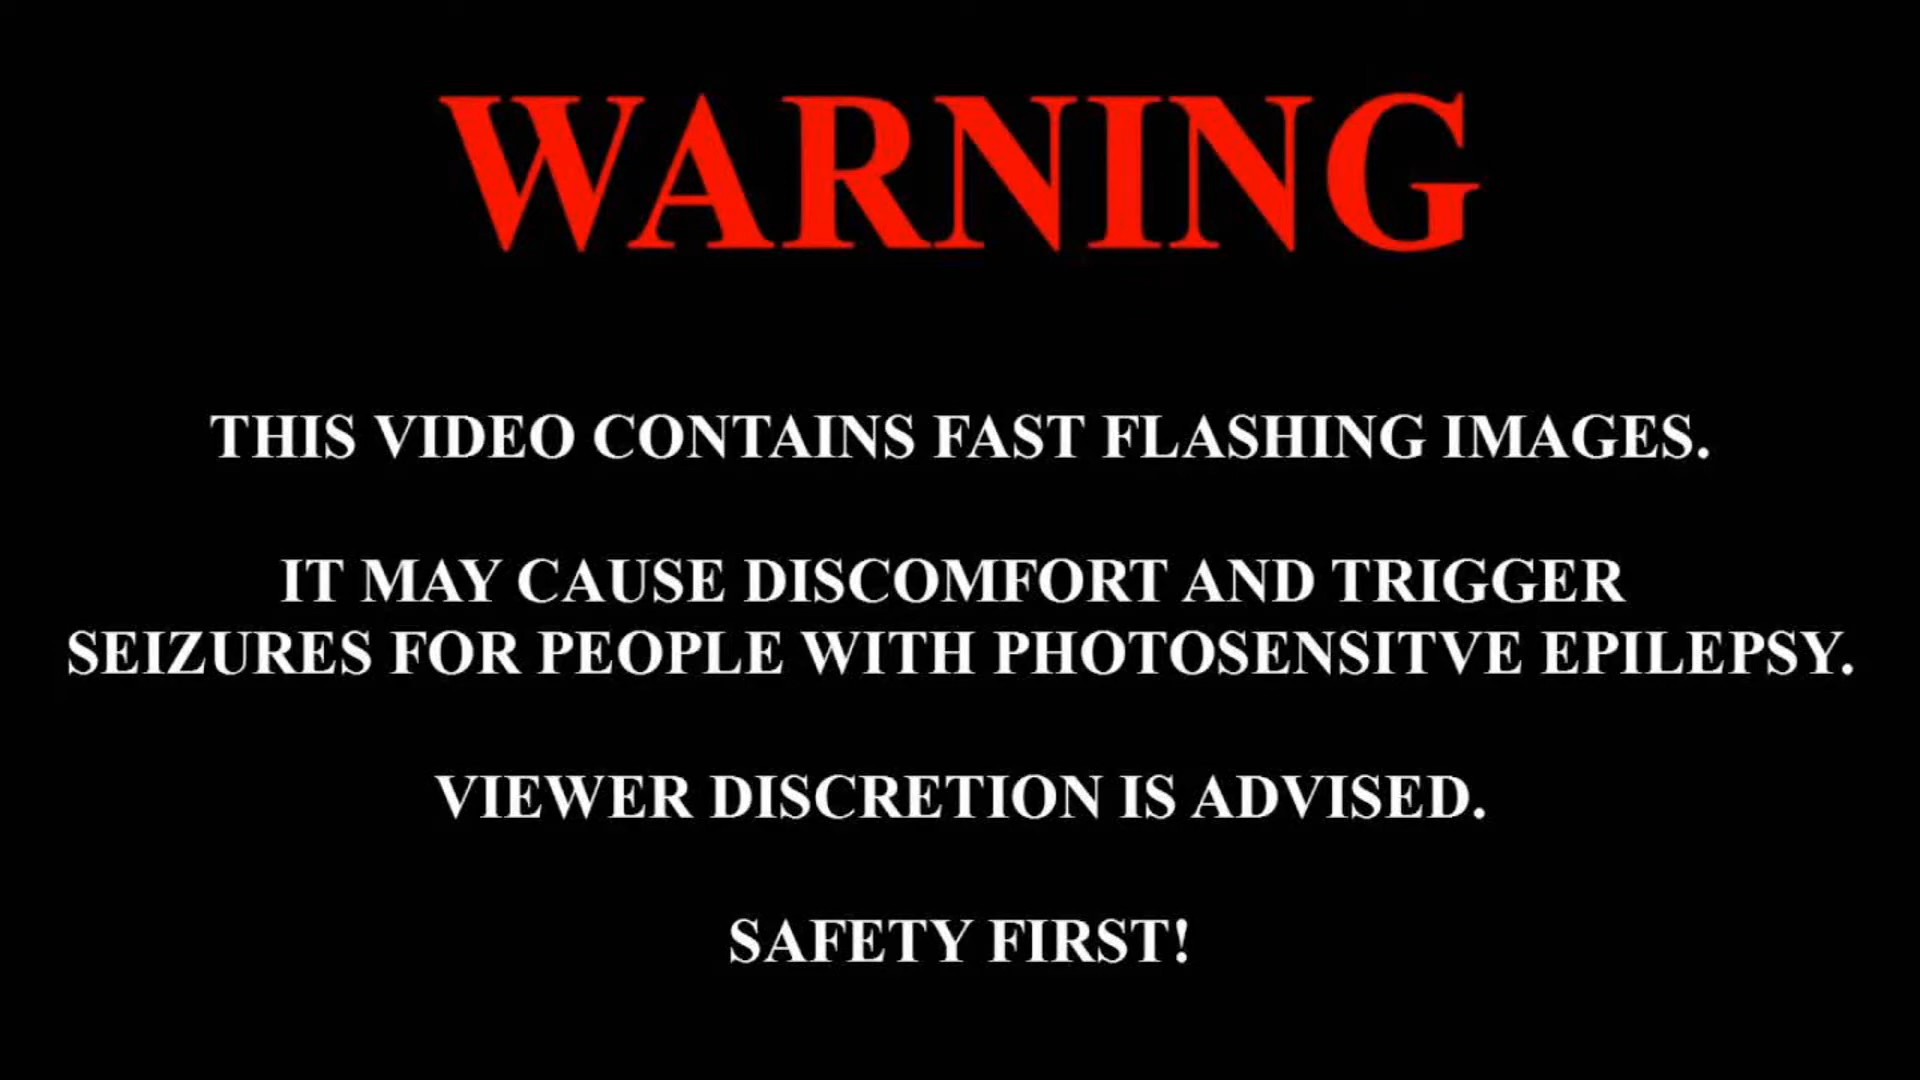 WARNING
THIS VIDEO CONTAINS FAST FLASHING IMAGES.
IT MAY CAUSE DISCOMFORT AND TRIGGER
SEIZURES FOR PEOPLE WITH PHOTOSENSITVE EPILEPSY.
VIEWER DISCRETION IS ADVISED.
SAFETY FIRST!